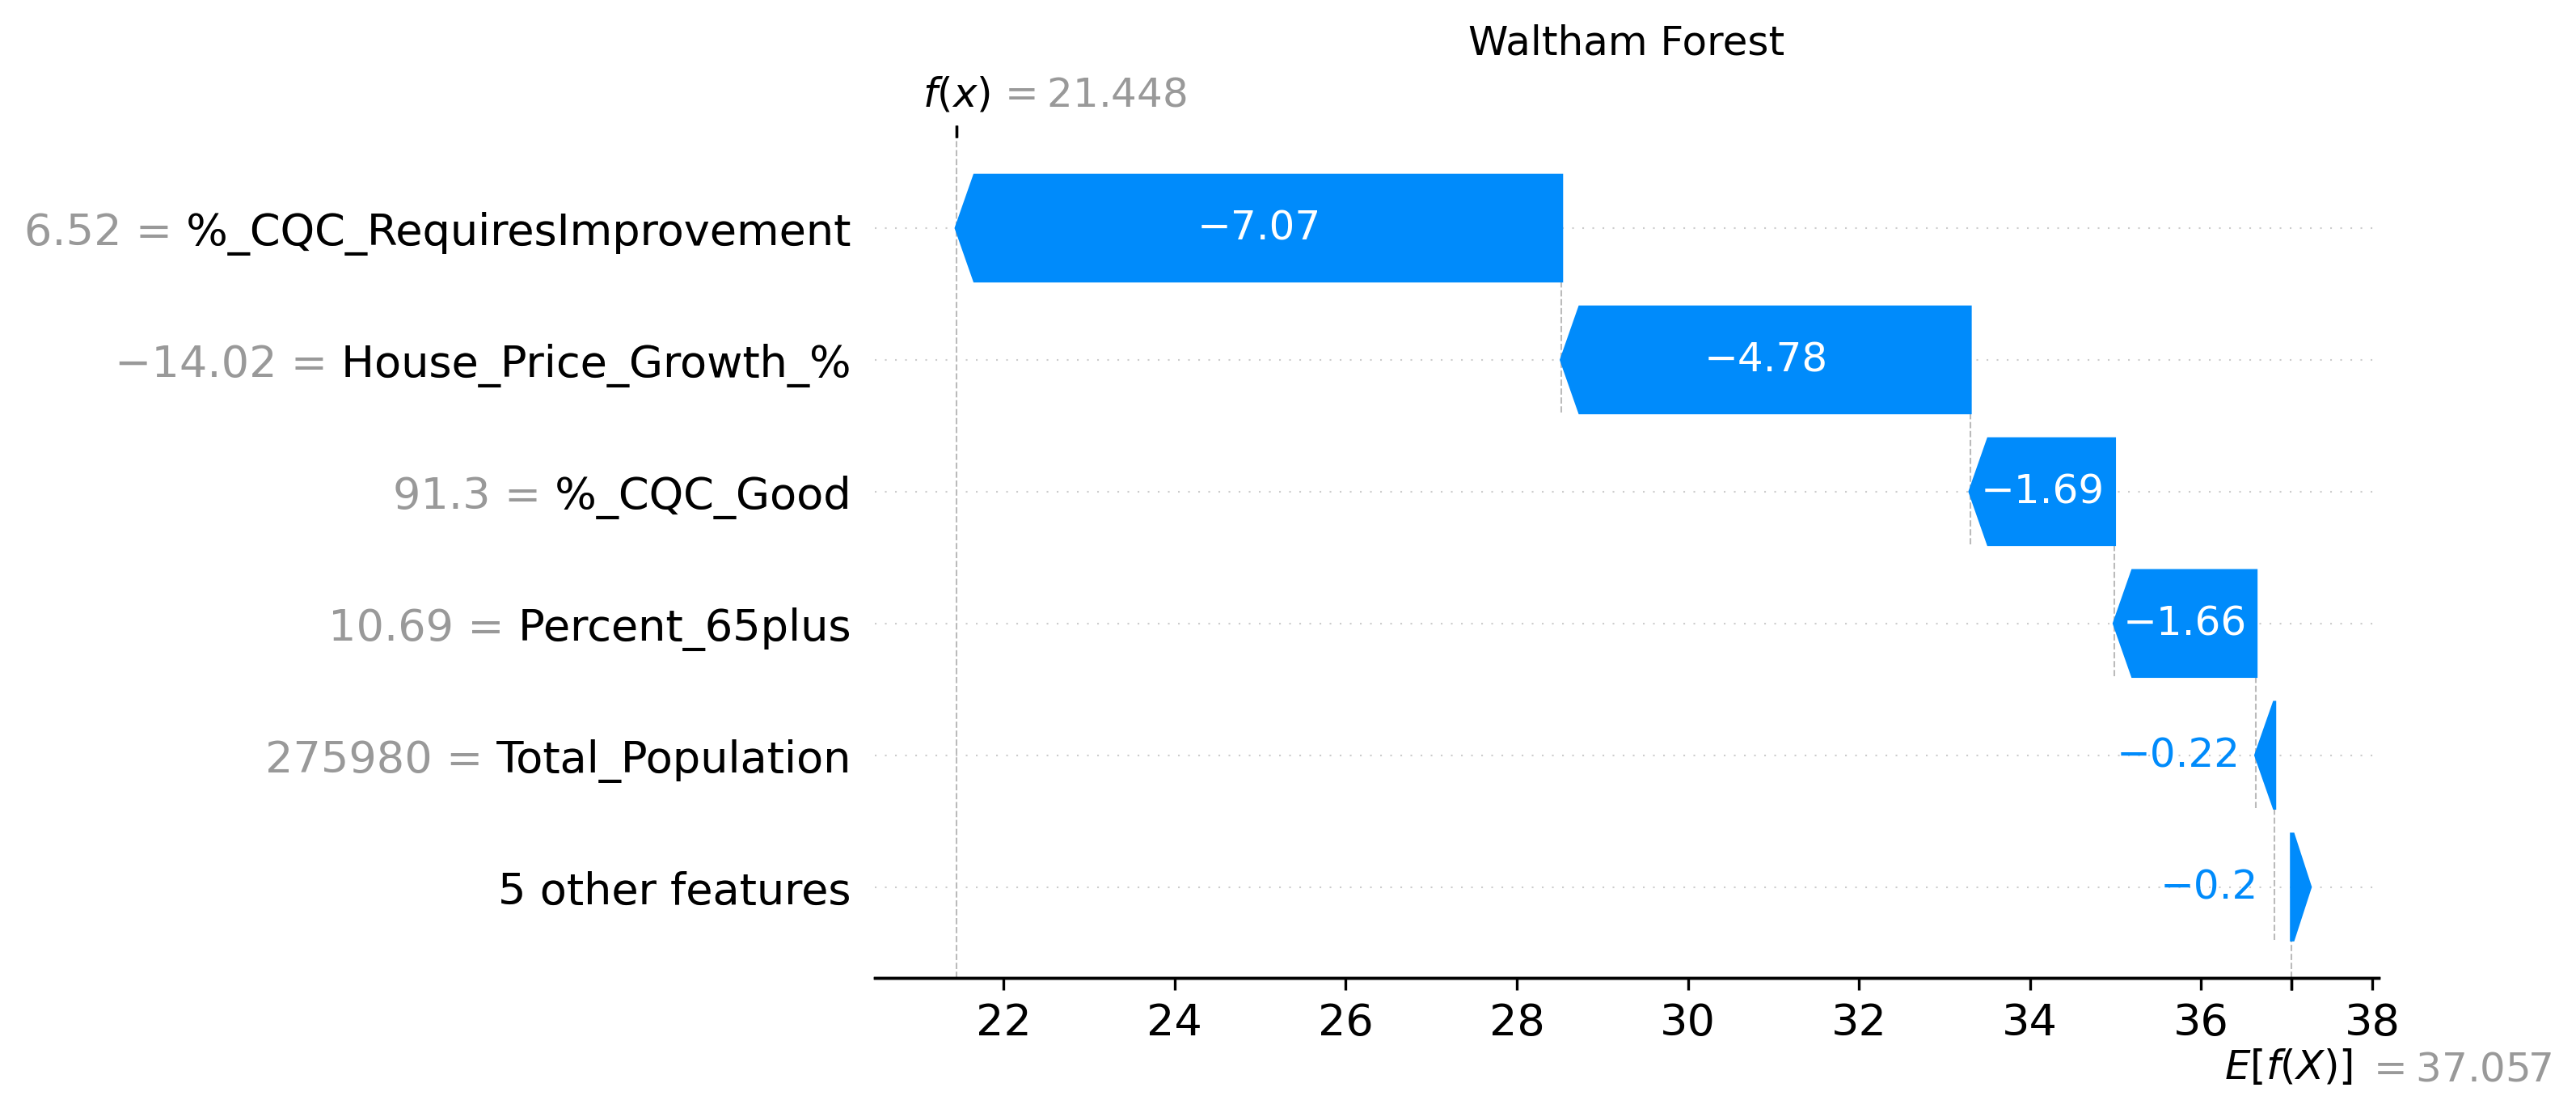 Waltham Forest
f(x) = 21.448
6.52 = %_CQC_RequiresImprovement
−7.07
−14.02 = House_Price_Growth_%
−4.78
91.3 = %_CQC_Good
−1.69
10.69 = Percent_65plus
−1.66
275980 = Total_Population
−0.22
5 other features
−0.2
22 24 26 28 30 32 34 36 38
E[f(X)] = 37.057